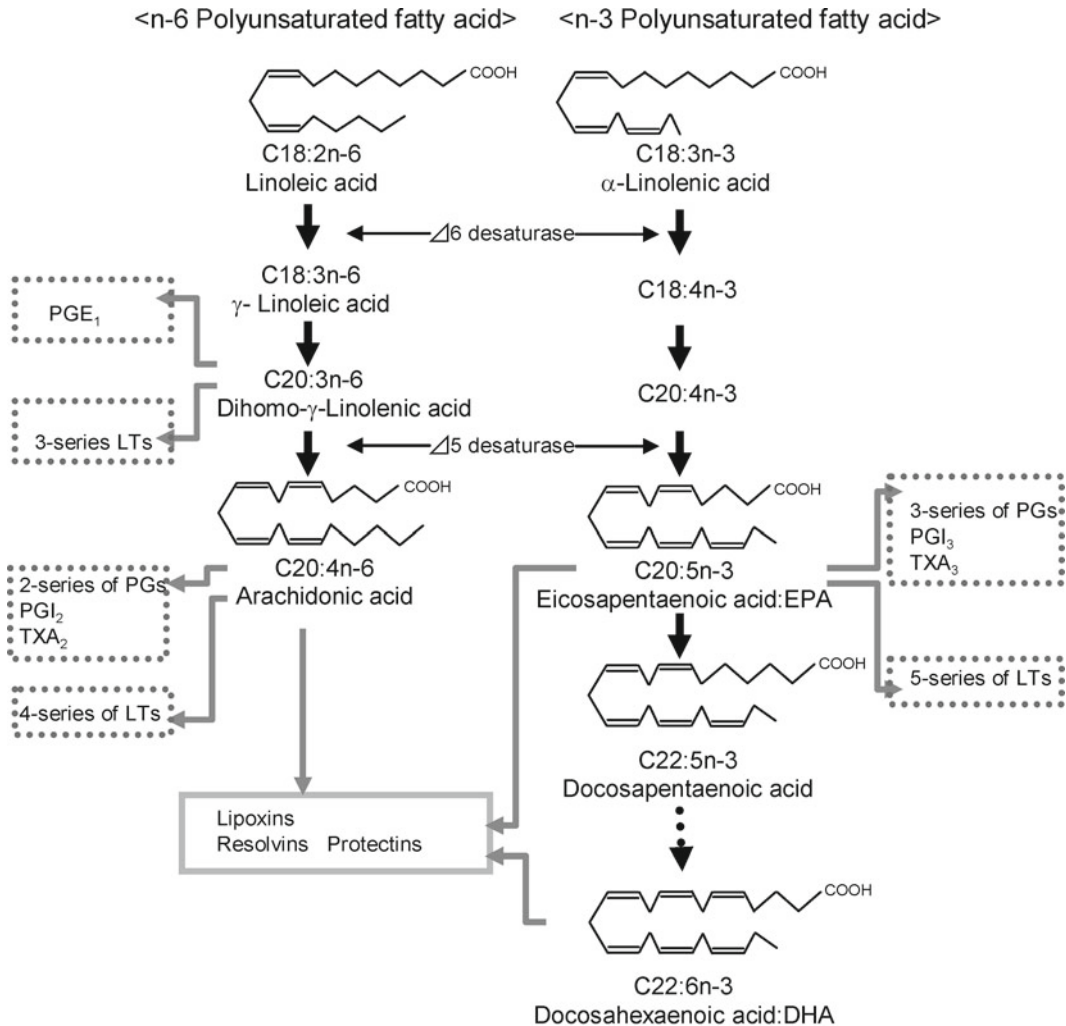 <n-6 Polyunsaturated fatty acid> <n-3 Polyunsaturated fatty acid>
COOH COOH
C18:2n-6 C18:3n-3
Linoleic acid α-Linolenic acid
⊿6 desaturase
C18:3n-6 C18:4n-3
γ- Linoleic acid
PGE₁
C20:3n-6 C20:4n-3
Dihomo-γ-Linolenic acid
3-series LTs
⊿5 desaturase
COOH COOH
3-series of PGs
PGI₃
TXA₃
C20:4n-6 C20:5n-3
Arachidonic acid Eicosapentaenoic acid:EPA
2-series of PGs
PGI₂
TXA₂
COOH
5-series of LTs
4-series of LTs
C22:5n-3
Docosapentaenoic acid
Lipoxins
Resolvins Protectins
COOH
C22:6n-3
Docosahexaenoic acid:DHA